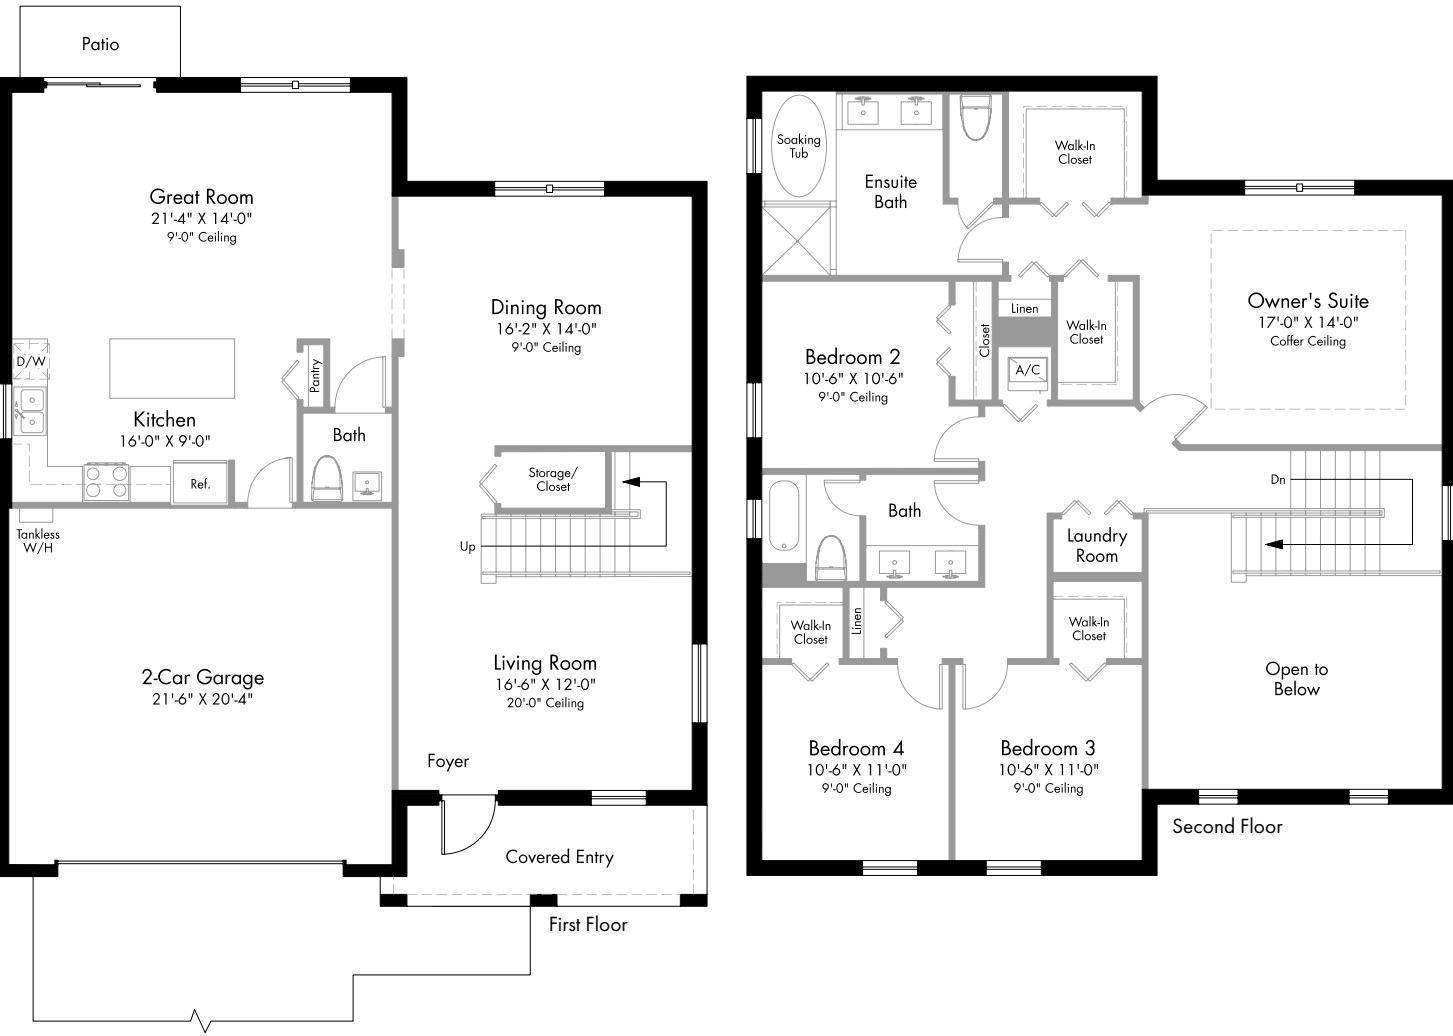 Patio
Great Room
21'-4" X 14'-0"
9'-0" Ceiling
D/W
Pantry
Kitchen
16'-0" X 9'-0"
Ref.
Bath
Dining Room
16'-2" X 14'-0"
9'-0" Ceiling
Storage/
Closet
Up
Tankless
W/H
2-Car Garage
21'-6" X 20'-4"
Living Room
16'-6" X 12'-0"
20'-0" Ceiling
Foyer
Covered Entry
First Floor
Soaking
Tub
Ensuite
Bath
Walk-In
Closet
Owner's Suite
17'-0" X 14'-0"
Coffer Ceiling
Linen
Walk-In
Closet
Closet
A/C
Bedroom 2
10'-6" X 10'-6"
9'-0" Ceiling
Bath
Dn
Laundry
Room
Walk-In
Closet
Linen
Walk-In
Closet
Open to
Below
Bedroom 4
10'-6" X 11'-0"
9'-0" Ceiling
Bedroom 3
10'-6" X 11'-0"
9'-0" Ceiling
Second Floor